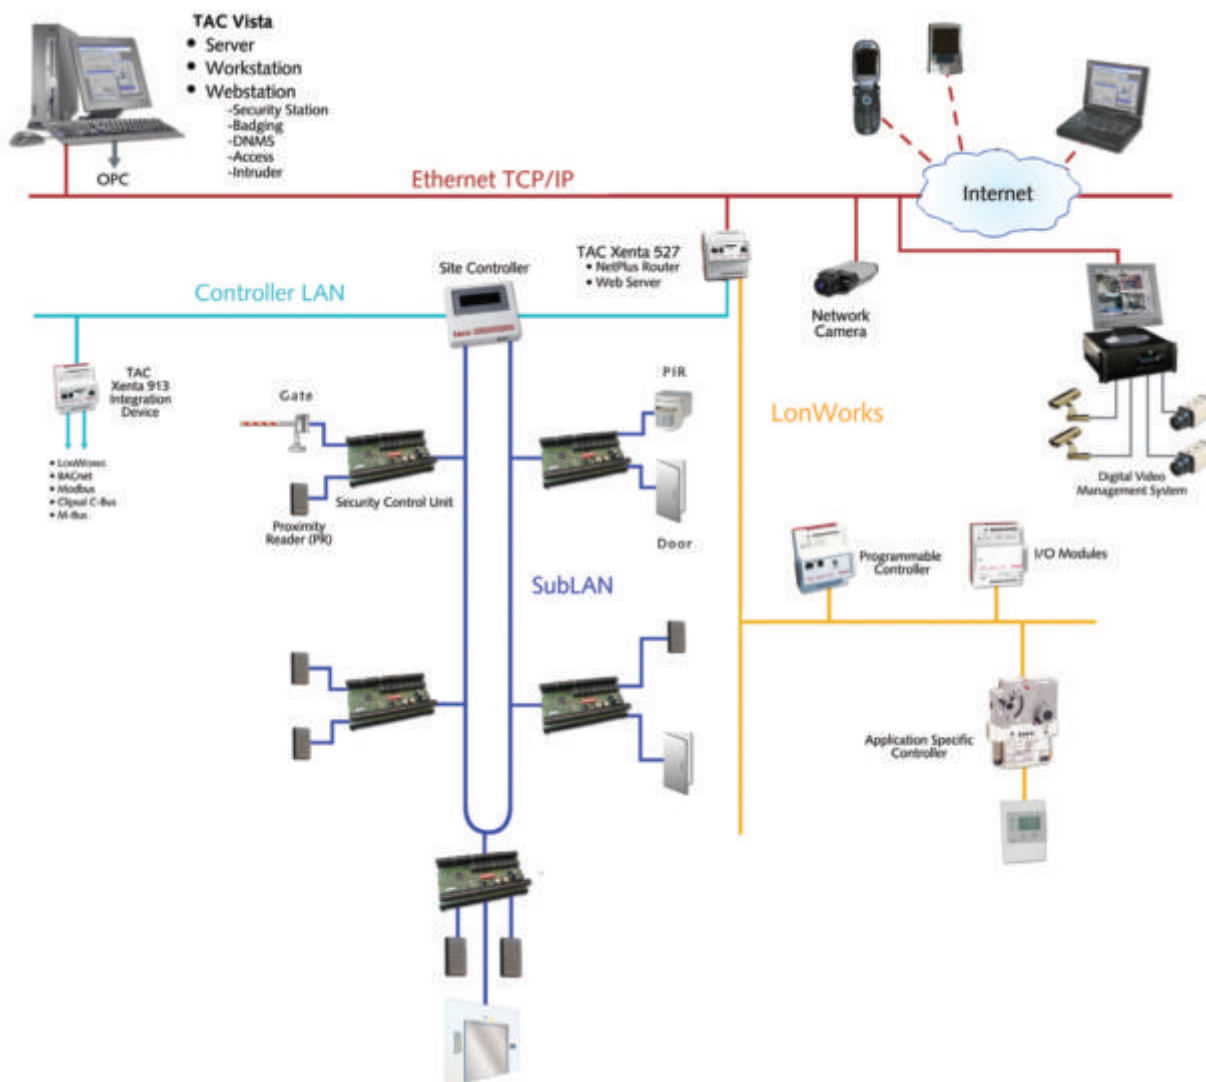 TAC Vista
• Server
• Workstation
• Webstation
-Security Station
-Badging
-DNMS
-Access
-Intruder
OPC
Ethernet TCP/IP
Internet
TAC Xenta 527
• NetPlus Router
• Web Server
Site Controller
Controller LAN
Network
Camera
TAC
Xenta 913
Integration
Device
• LonWorks
• BACnet
• Modbus
• Clipsal C-Bus
• M-Bus
Gate
PIR
Security Control Unit
Proximity
Reader (PR)
Door
LonWorks
Digital Video
Management System
Programmable
Controller
I/O Modules
SubLAN
Application Specific
Controller